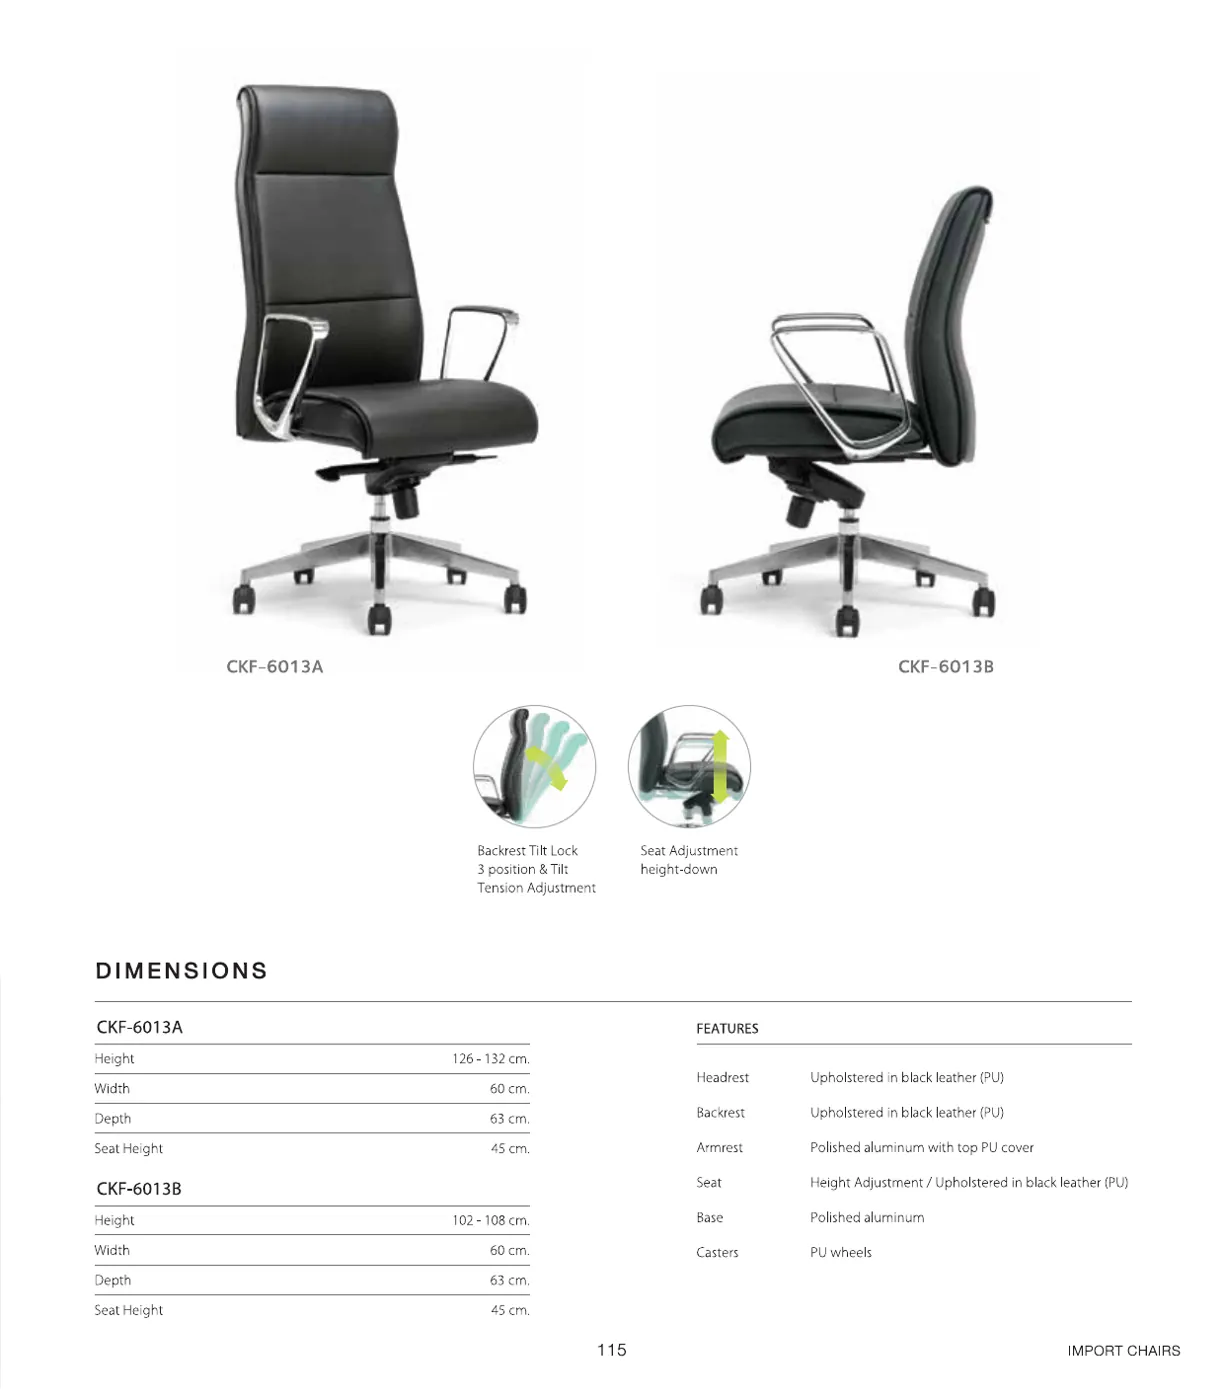 CKF-6013A
CKF-6013B
Backrest Tilt Lock
3 position & Tilt
Tension Adjustment
Seat Adjustment
height-down
DIMENSIONS
CKF-6013A
Height 126 - 132 cm.
Width 60 cm.
Depth 63 cm.
Seat Height 45 cm.
CKF-6013B
Height 102 - 108 cm.
Width 60 cm.
Depth 63 cm.
Seat Height 45 cm.
FEATURES
Headrest Upholstered in black leather (PU)
Backrest Upholstered in black leather (PU)
Armrest Polished aluminum with top PU cover
Seat Height Adjustment / Upholstered in black leather (PU)
Base Polished aluminum
Casters PU wheels
115
IMPORT CHAIRS